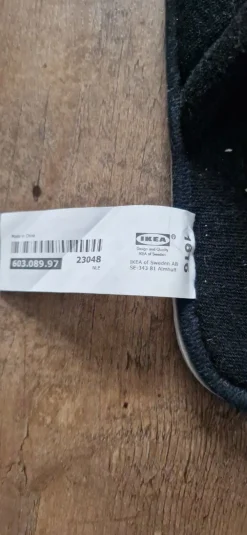 Made in China
IKEA
Design and Quality
IKEA of Sweden
603.089.97
23048
IKEA of Sweden AB
SE-343 81 Älmhult
1618